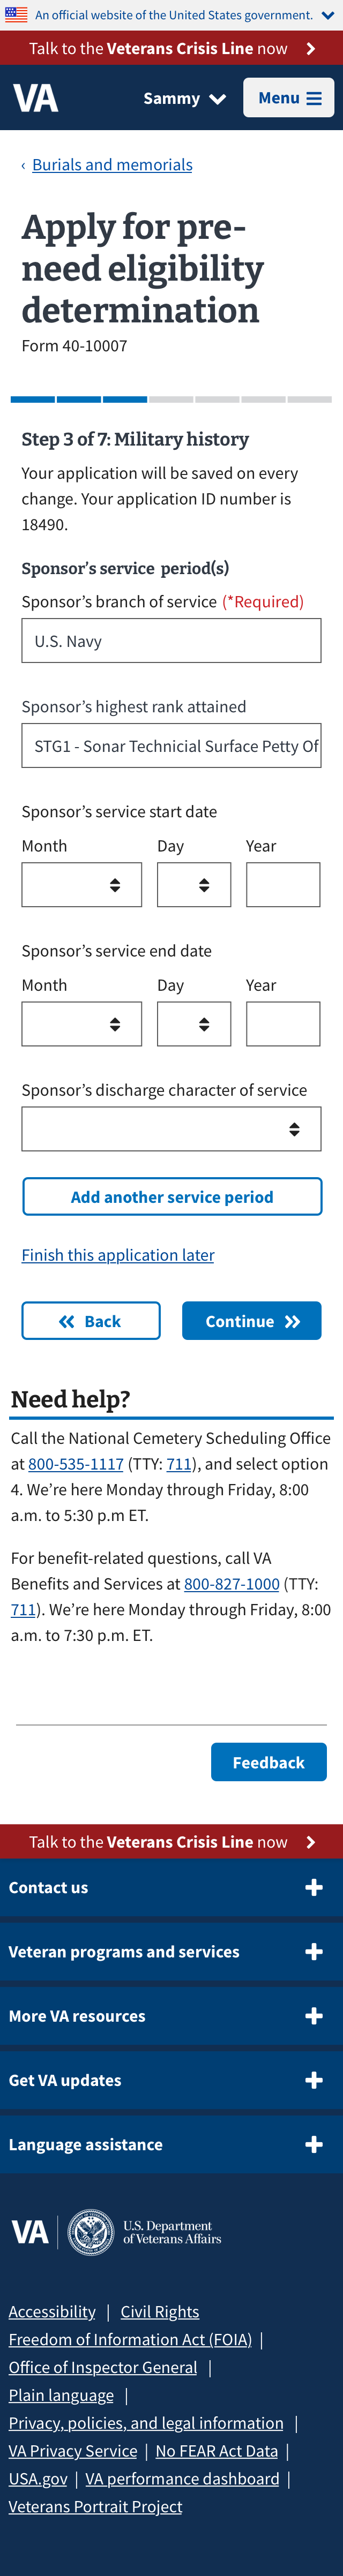 An official website of the United States government.
Talk to the Veterans Crisis Line now
VA
Sammy
Menu
‹ Burials and memorials
Apply for pre-
need eligibility
determination
Form 40-10007
Step 3 of 7: Military history
Your application will be saved on every
change. Your application ID number is
18490.
Sponsor’s service period(s)
Sponsor’s branch of service (*Required)
U.S. Navy
Sponsor’s highest rank attained
STG1 - Sonar Technicial Surface Petty Of
Sponsor’s service start date
Month Day Year
Sponsor’s service end date
Month Day Year
Sponsor’s discharge character of service
Add another service period
Finish this application later
Back
Continue
Need help?
Call the National Cemetery Scheduling Office
at 800-535-1117 (TTY: 711), and select option
4. We’re here Monday through Friday, 8:00
a.m. to 5:30 p.m ET.
For benefit-related questions, call VA
Benefits and Services at 800-827-1000 (TTY:
711). We’re here Monday through Friday, 8:00
a.m. to 7:30 p.m. ET.
Feedback
Talk to the Veterans Crisis Line now
Contact us
Veteran programs and services
More VA resources
Get VA updates
Language assistance
VA
U.S. Department
of Veterans Affairs
Accessibility | Civil Rights
Freedom of Information Act (FOIA) |
Office of Inspector General |
Plain language |
Privacy, policies, and legal information |
VA Privacy Service | No FEAR Act Data |
USA.gov | VA performance dashboard |
Veterans Portrait Project